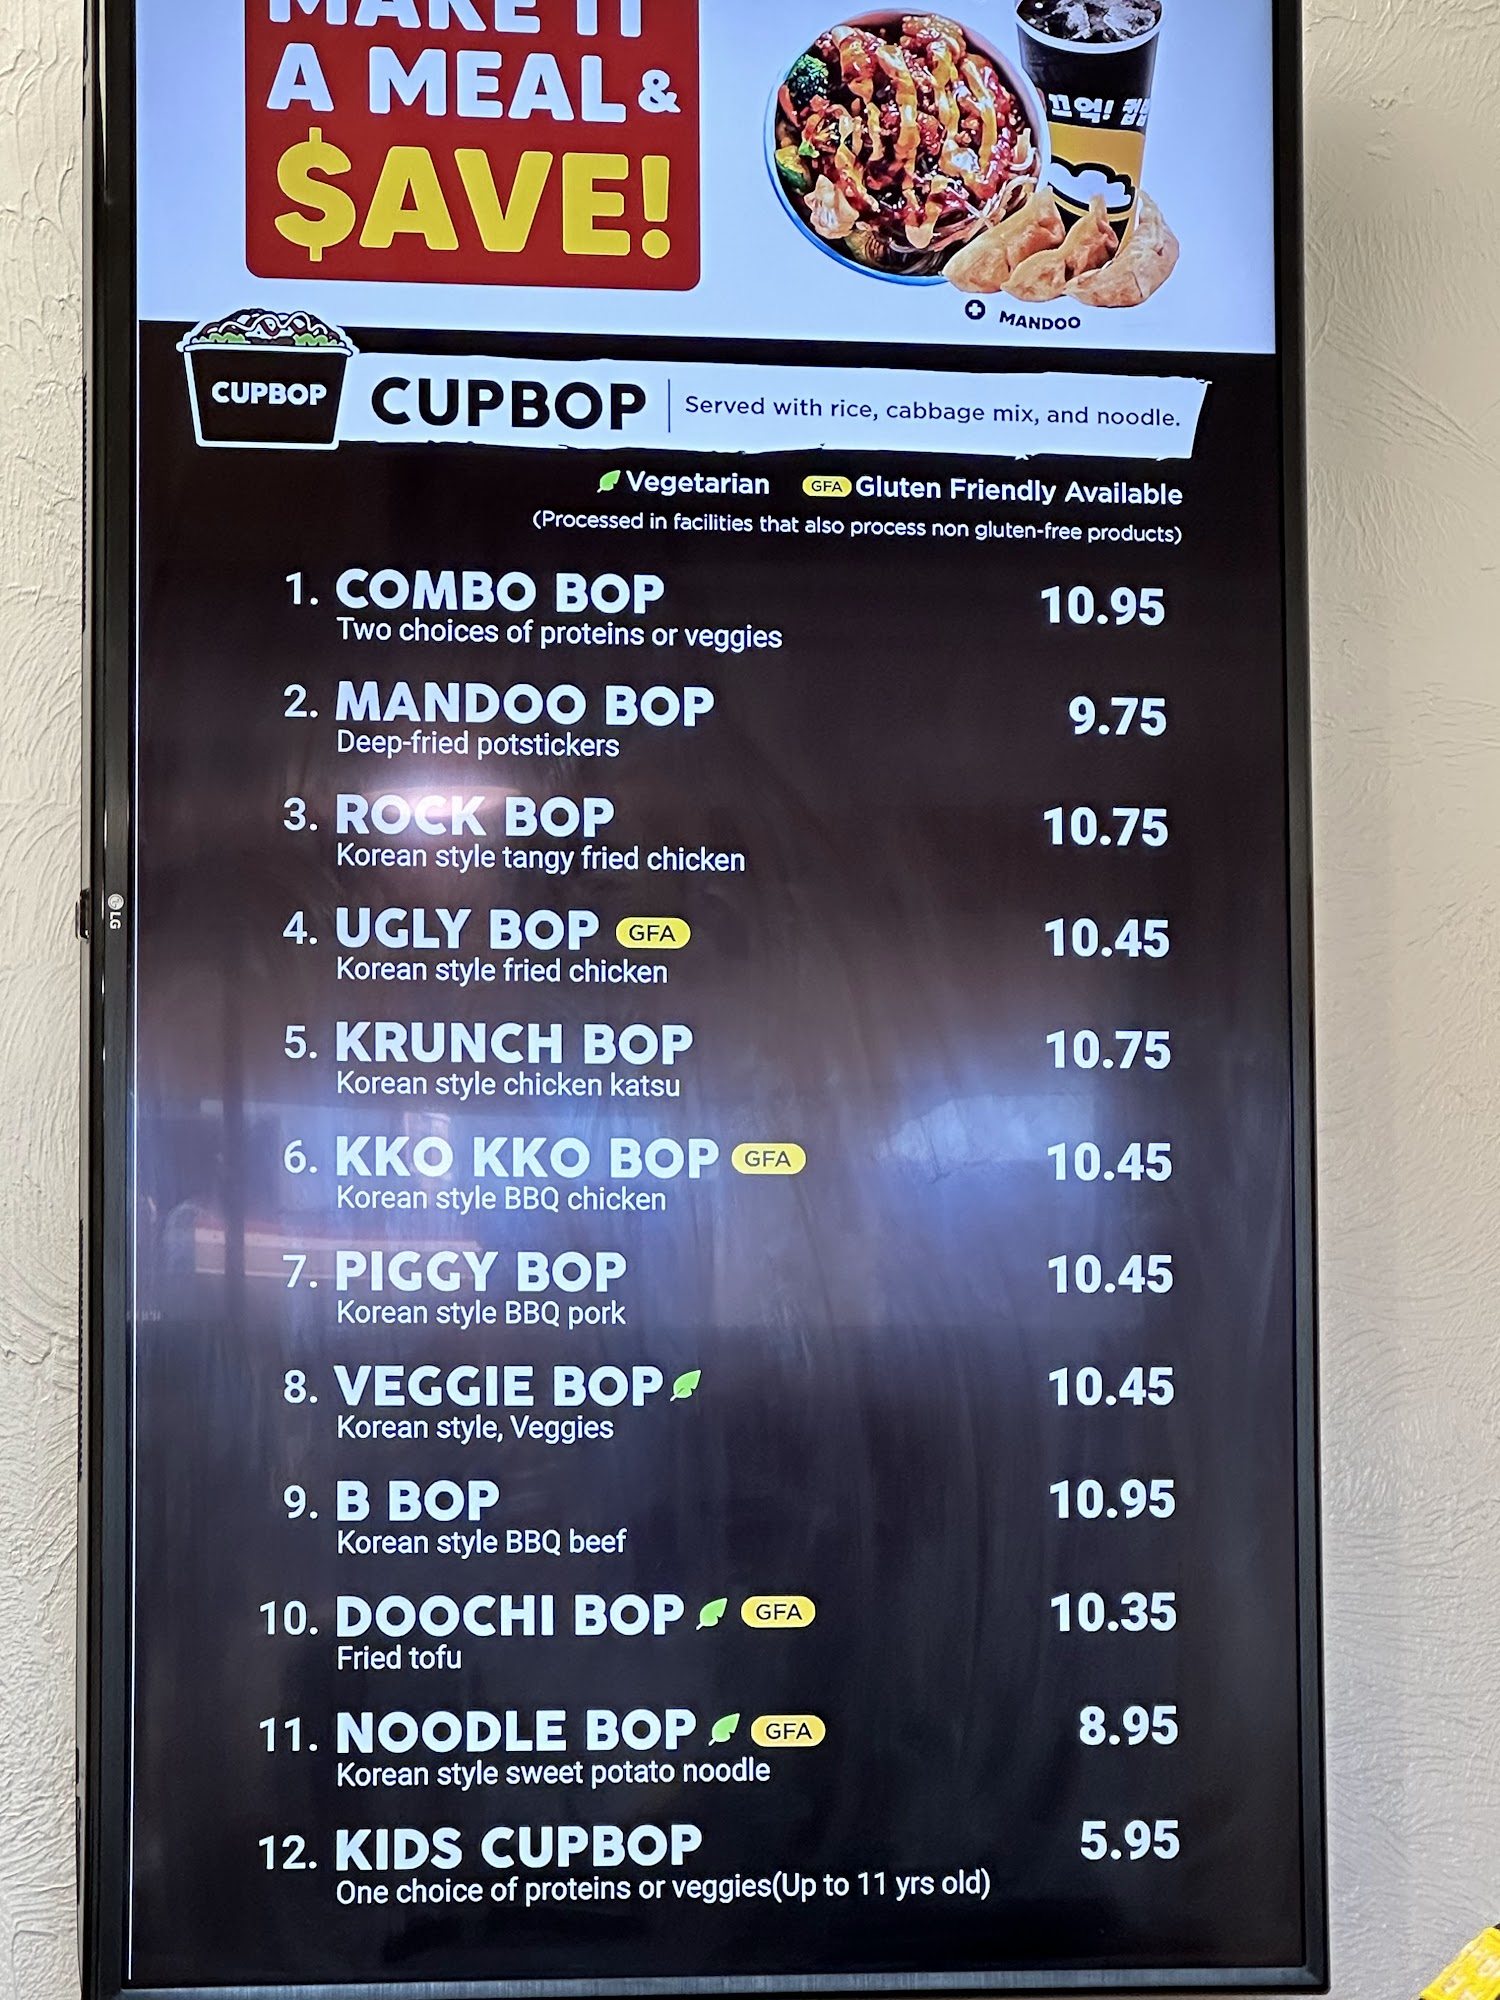 MAKE IT
A MEAL &
$AVE!
끄억! 컵
MANDOO
CUPBOP
CUPBOP
Served with rice, cabbage mix, and noodle.
Vegetarian GFA Gluten Friendly Available
(Processed in facilities that also process non gluten-free products)
1. COMBO BOP 10.95
Two choices of proteins or veggies
2. MANDOO BOP 9.75
Deep-fried potstickers
3. ROCK BOP 10.75
Korean style tangy fried chicken
4. UGLY BOP GFA 10.45
Korean style fried chicken
5. KRUNCH BOP 10.75
Korean style chicken katsu
6. KKO KKO BOP GFA 10.45
Korean style BBQ chicken
7. PIGGY BOP 10.45
Korean style BBQ pork
8. VEGGIE BOP 10.45
Korean style, Veggies
9. B BOP 10.95
Korean style BBQ beef
10. DOOCHI BOP GFA 10.35
Fried tofu
11. NOODLE BOP GFA 8.95
Korean style sweet potato noodle
12. KIDS CUPBOP 5.95
One choice of proteins or veggies(Up to 11 yrs old)
LG